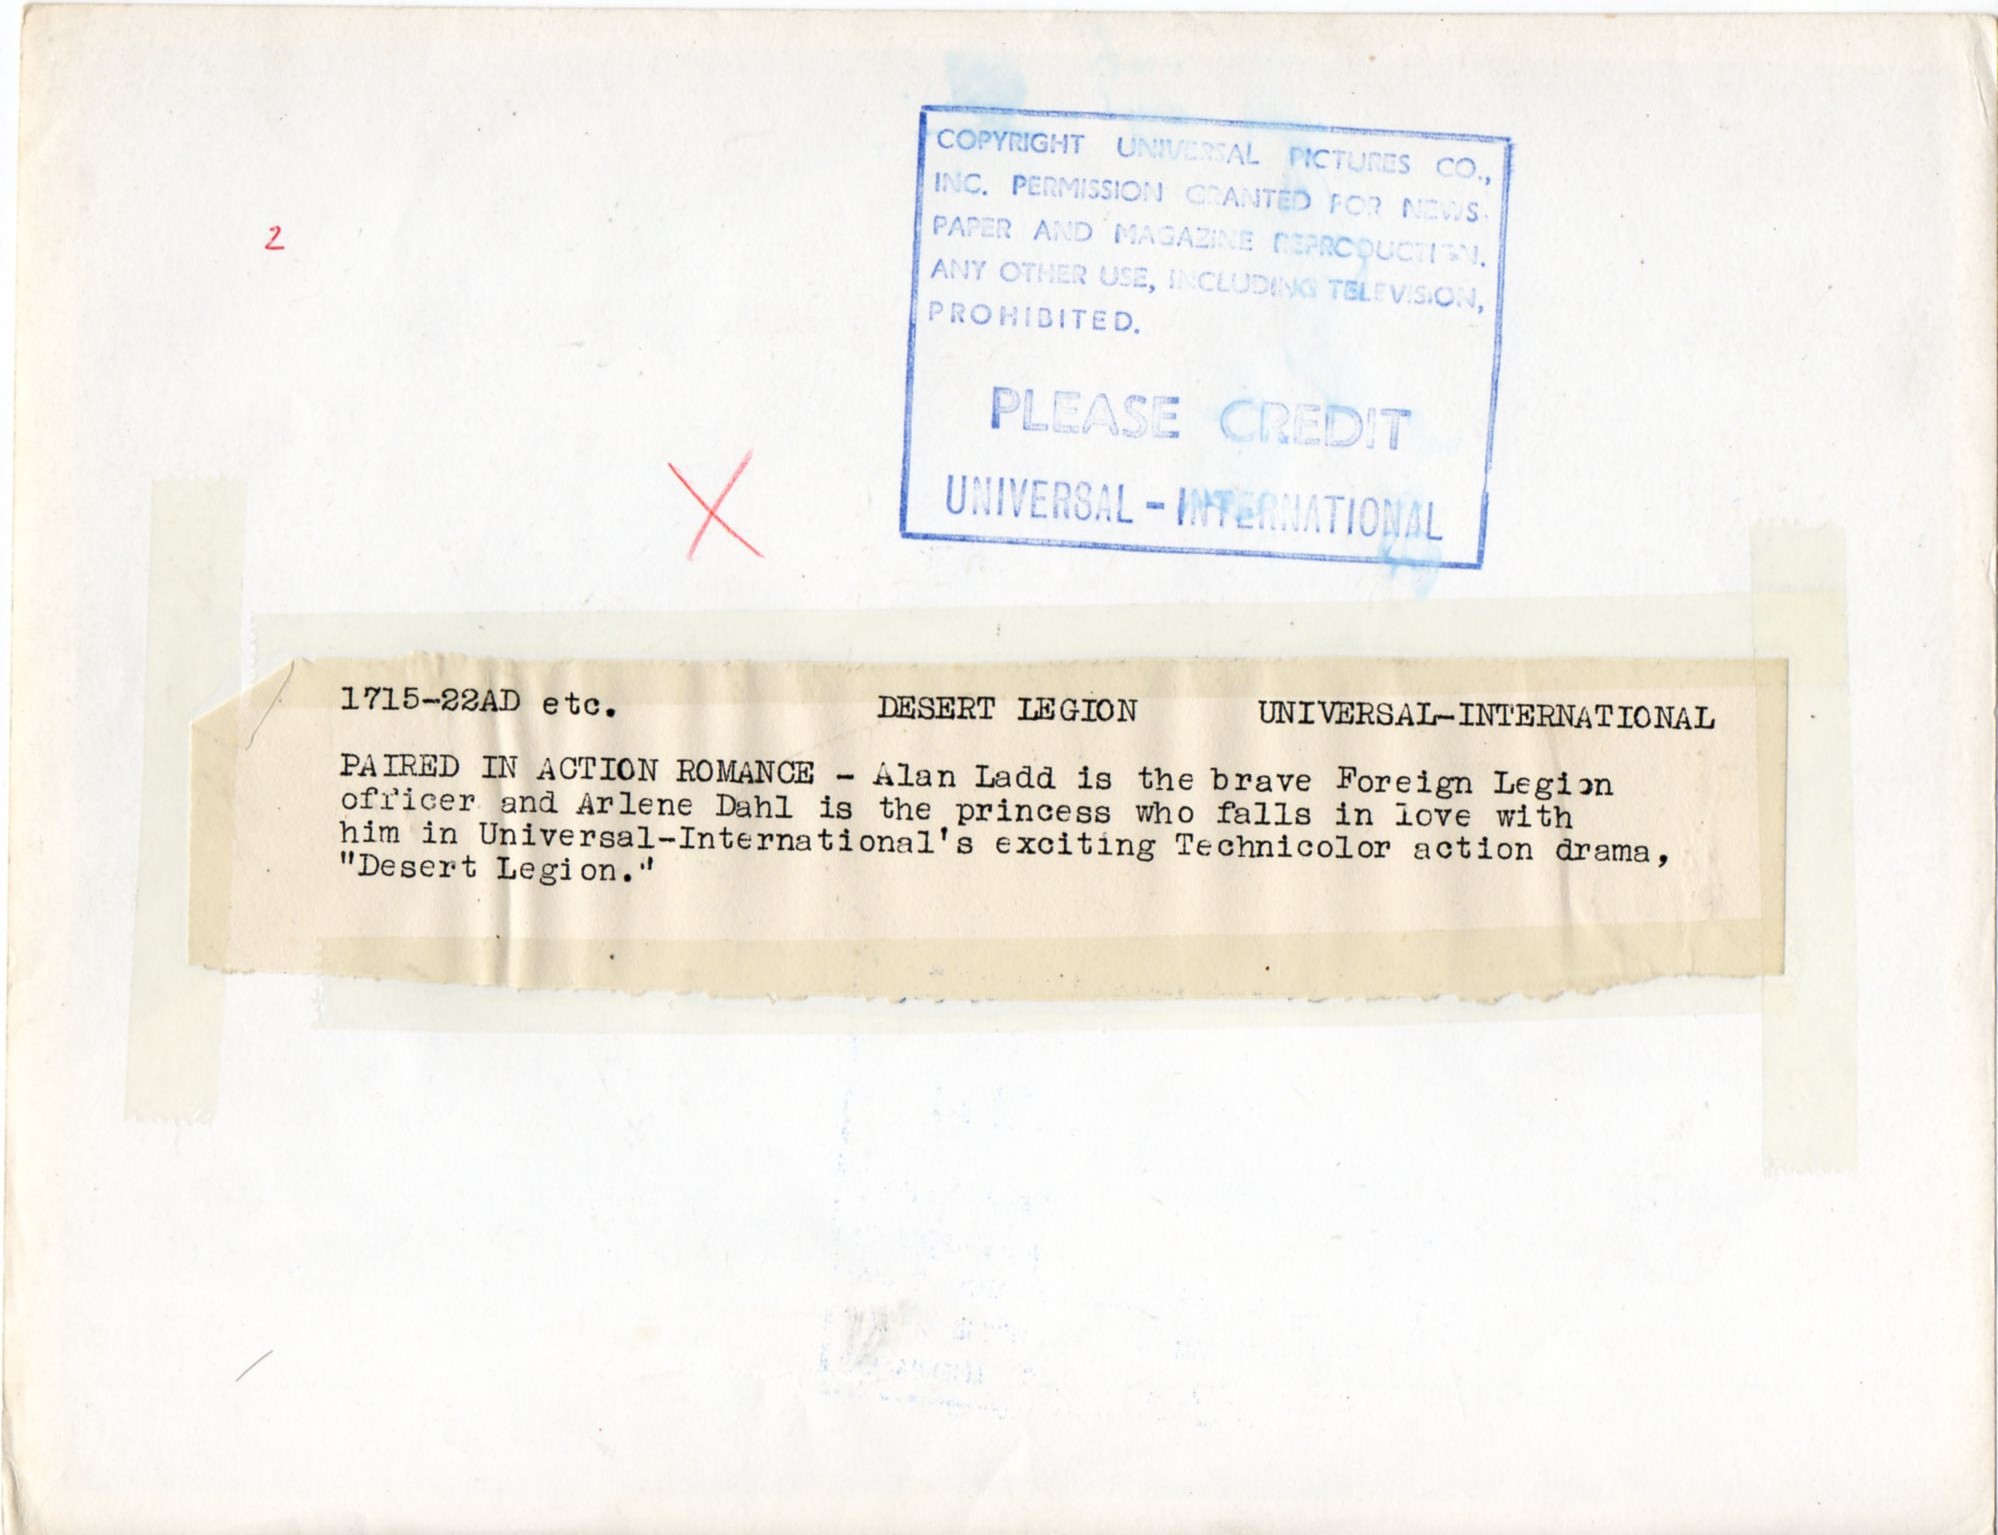 2
COPYRIGHT UNIVERSAL PICTURES CO.,
INC. PERMISSION GRANTED FOR NEWS-
PAPER AND MAGAZINE REPRODUCTION.
ANY OTHER USE, INCLUDING TELEVISION,
PROHIBITED.
PLEASE CREDIT
UNIVERSAL-INTERNATIONAL
1715-22AD etc. DESERT LEGION UNIVERSAL-INTERNATIONAL
PAIRED IN ACTION ROMANCE - Alan Ladd is the brave Foreign Legion
officer and Arlene Dahl is the princess who falls in love with
him in Universal-International's exciting Technicolor action drama,
"Desert Legion."